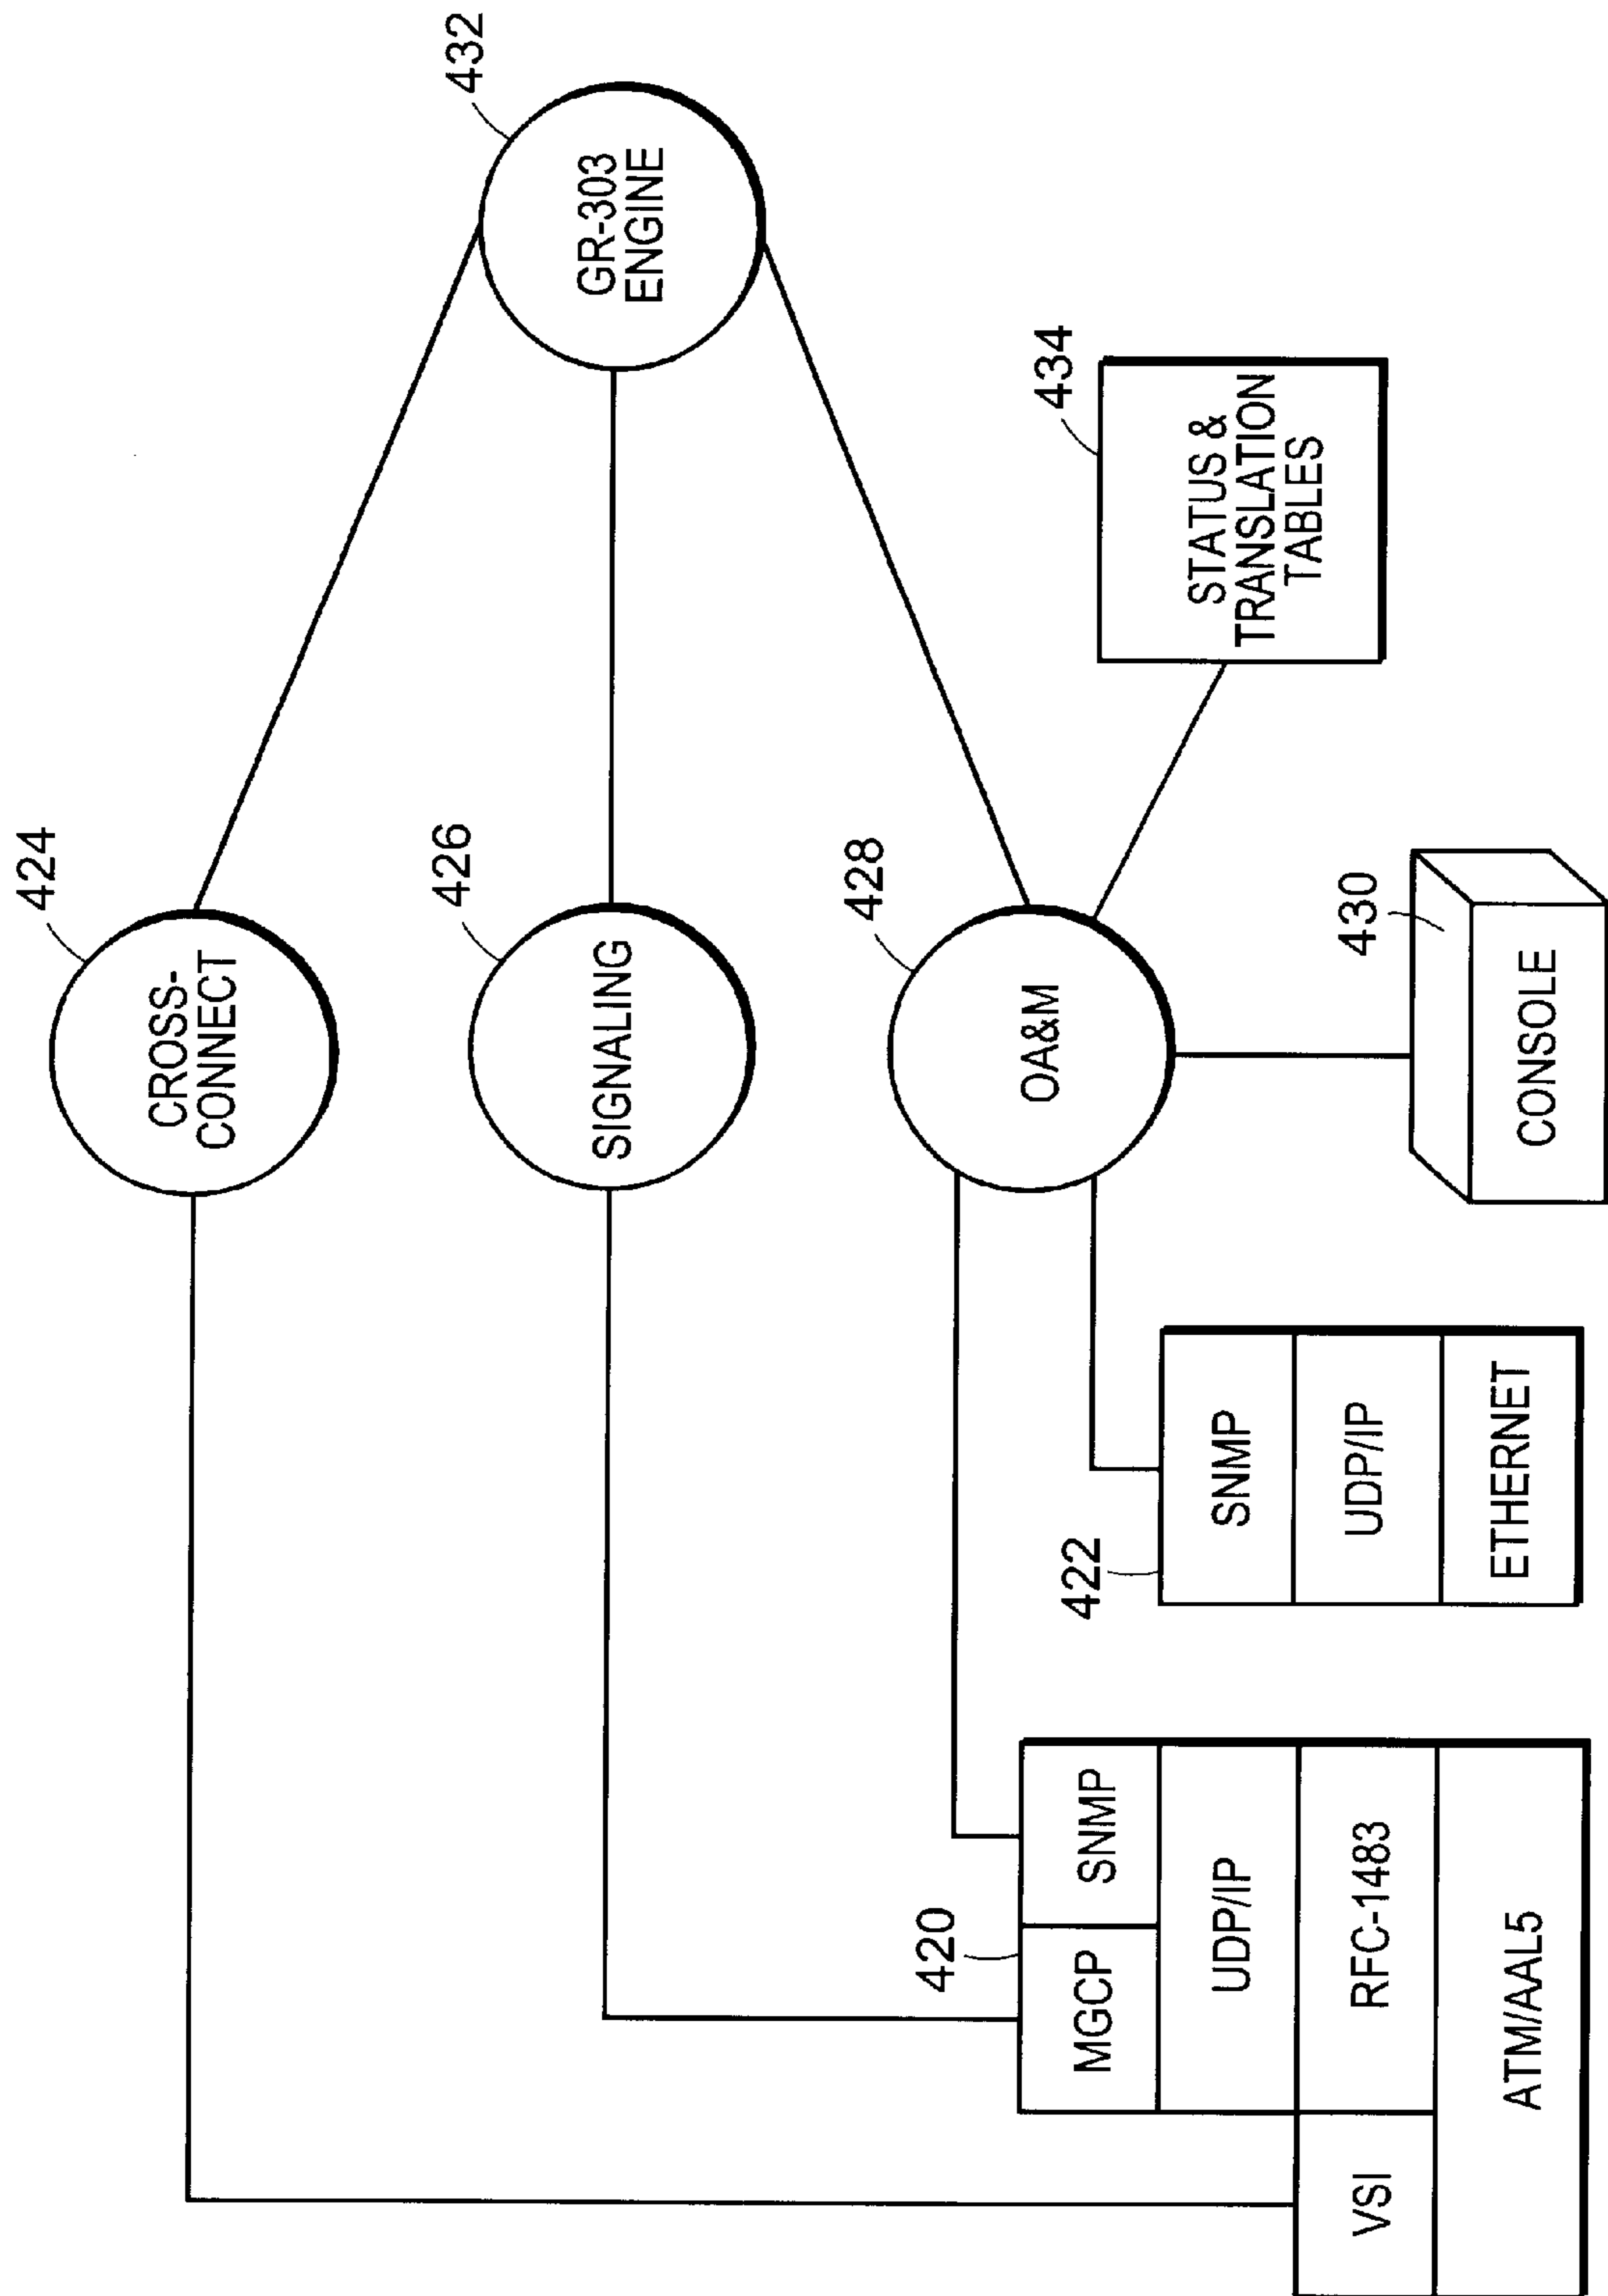 424
CROSS-
CONNECT
432
GR-303
ENGINE
426
SIGNALING
428
OA&M
434
STATUS &
TRANSLATION
TABLES
420
MGCP
SNMP
UDP/IP
VSI
RFC-1483
ATM/AAL5
422
SNMP
UDP/IP
ETHERNET
430
CONSOLE